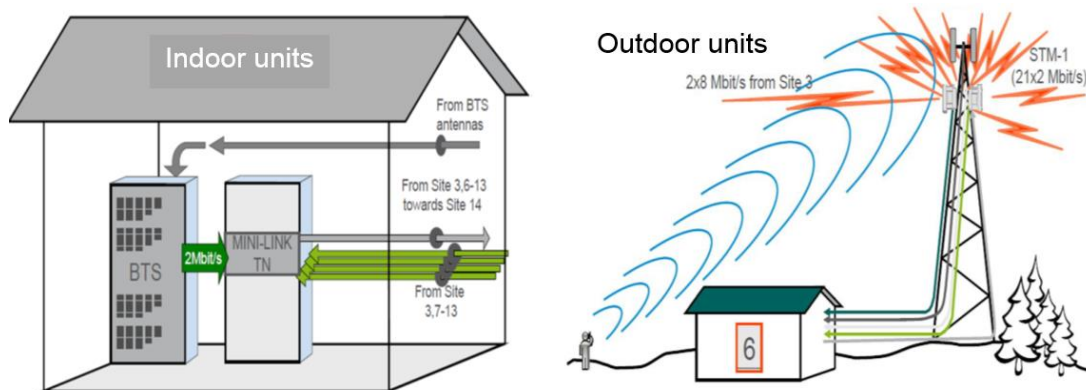 Indoor units
From BTS
antennas
From Site 3,6-13
towards Site 14
BTS
2Mbit/s
MINI-LINK
TN
From Site
3,7-13
Outdoor units
2x8 Mbit/s from Site 3
STM-1
(21x2 Mbit/s)
6